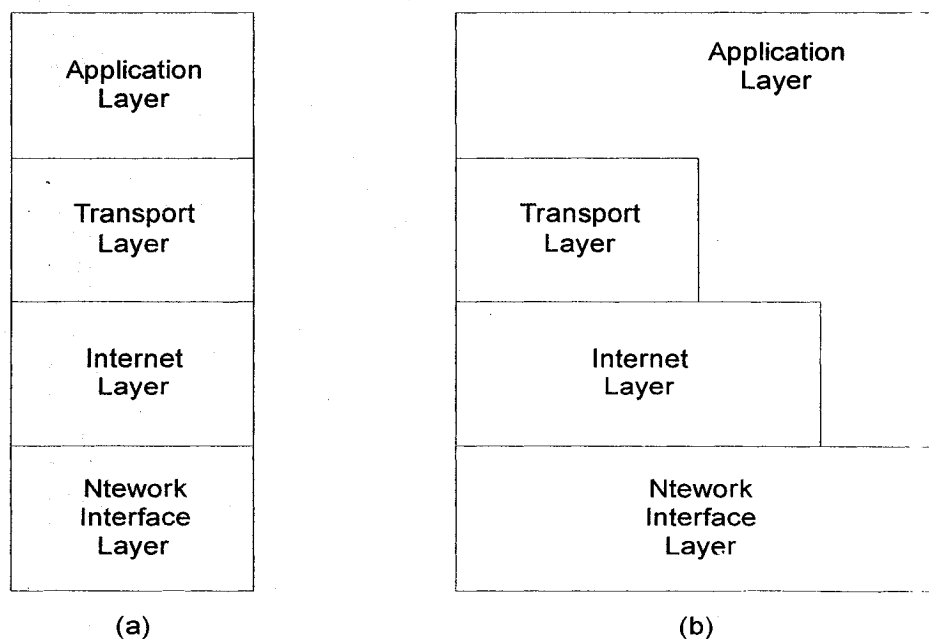 Application
Layer
Transport
Layer
Internet
Layer
Ntework
Interface
Layer
(a)
Application
Layer
Transport
Layer
Internet
Layer
Ntework
Interface
Layer
(b)